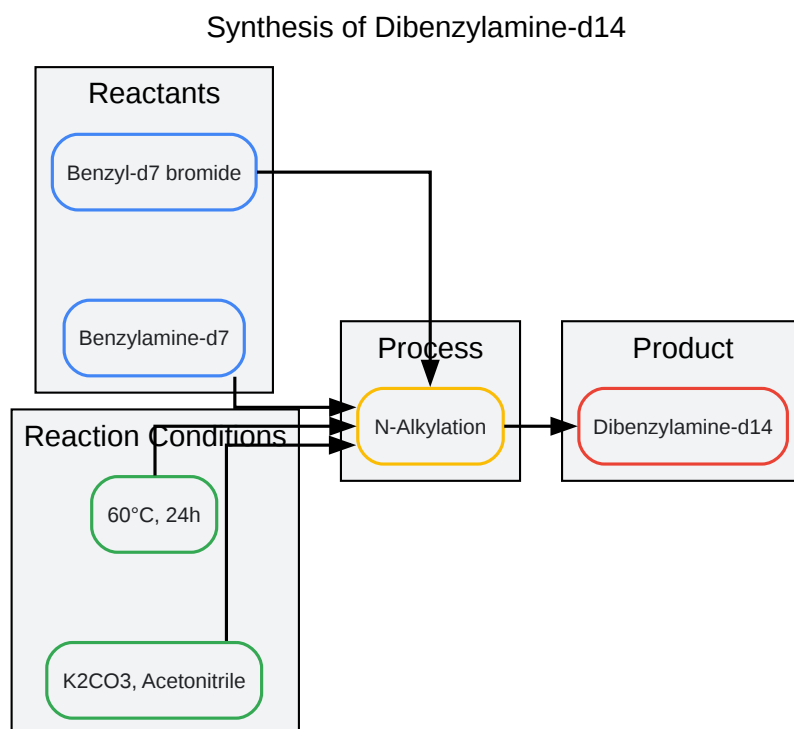 Synthesis of Dibenzylamine-d14
Reactants
Benzyl-d7 bromide
Benzylamine-d7
Process
Product
N-Alkylation
Dibenzylamine-d14
Reaction Conditions
60°C, 24h
K2CO3, Acetonitrile